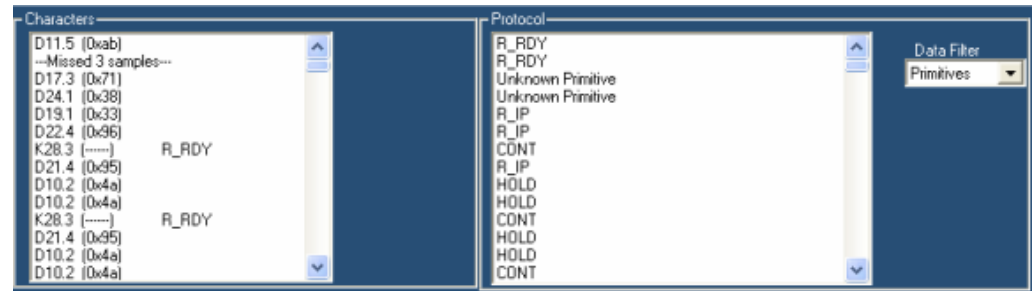 Characters
D11.5 (0xab)
---Missed 3 samples---
D17.3 (0x71)
D24.1 (0x38)
D19.1 (0x33)
D22.4 (0x96)
K28.3 (------) R_RDY
D21.4 (0x95)
D10.2 (0x4a)
D10.2 (0x4a)
K28.3 (------) R_RDY
D21.4 (0x95)
D10.2 (0x4a)
D10.2 (0x4a)
Protocol
R_RDY
R_RDY
Unknown Primitive
Unknown Primitive
R_IP
R_IP
CONT
R_IP
HOLD
HOLD
CONT
HOLD
HOLD
CONT
Data Filter
Primitives